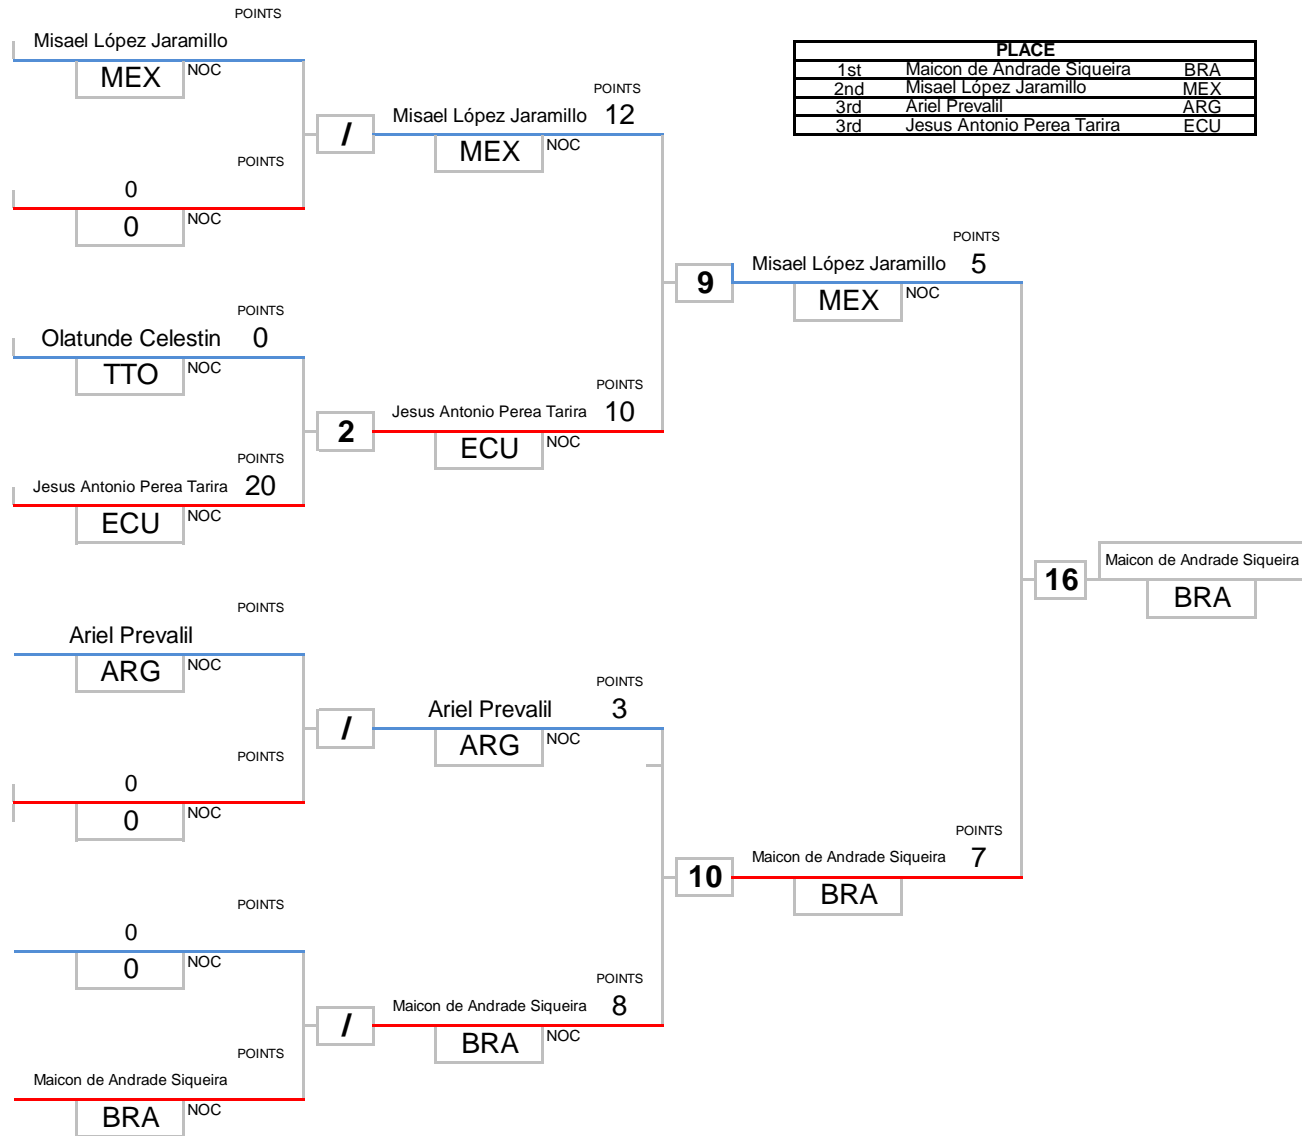 POINTS
Misael López Jaramillo
MEX NOC
POINTS
0
0 NOC
/
POINTS
Misael López Jaramillo 12
MEX NOC
PLACE
1st Maicon de Andrade Siqueira BRA
2nd Misael López Jaramillo MEX
3rd Ariel Prevalil ARG
3rd Jesus Antonio Perea Tarira ECU
POINTS
Olatunde Celestin 0
TTO NOC
POINTS
Jesus Antonio Perea Tarira 20
ECU NOC
2
POINTS
Jesus Antonio Perea Tarira 10
ECU NOC
9
POINTS
Misael López Jaramillo 5
MEX NOC
POINTS
Ariel Prevalil
ARG NOC
POINTS
0
0 NOC
/
POINTS
Ariel Prevalil 3
ARG NOC
POINTS
0
0 NOC
POINTS
Maicon de Andrade Siqueira
BRA NOC
/
POINTS
Maicon de Andrade Siqueira 8
BRA NOC
10
POINTS
Maicon de Andrade Siqueira 7
BRA
16
Maicon de Andrade Siqueira
BRA